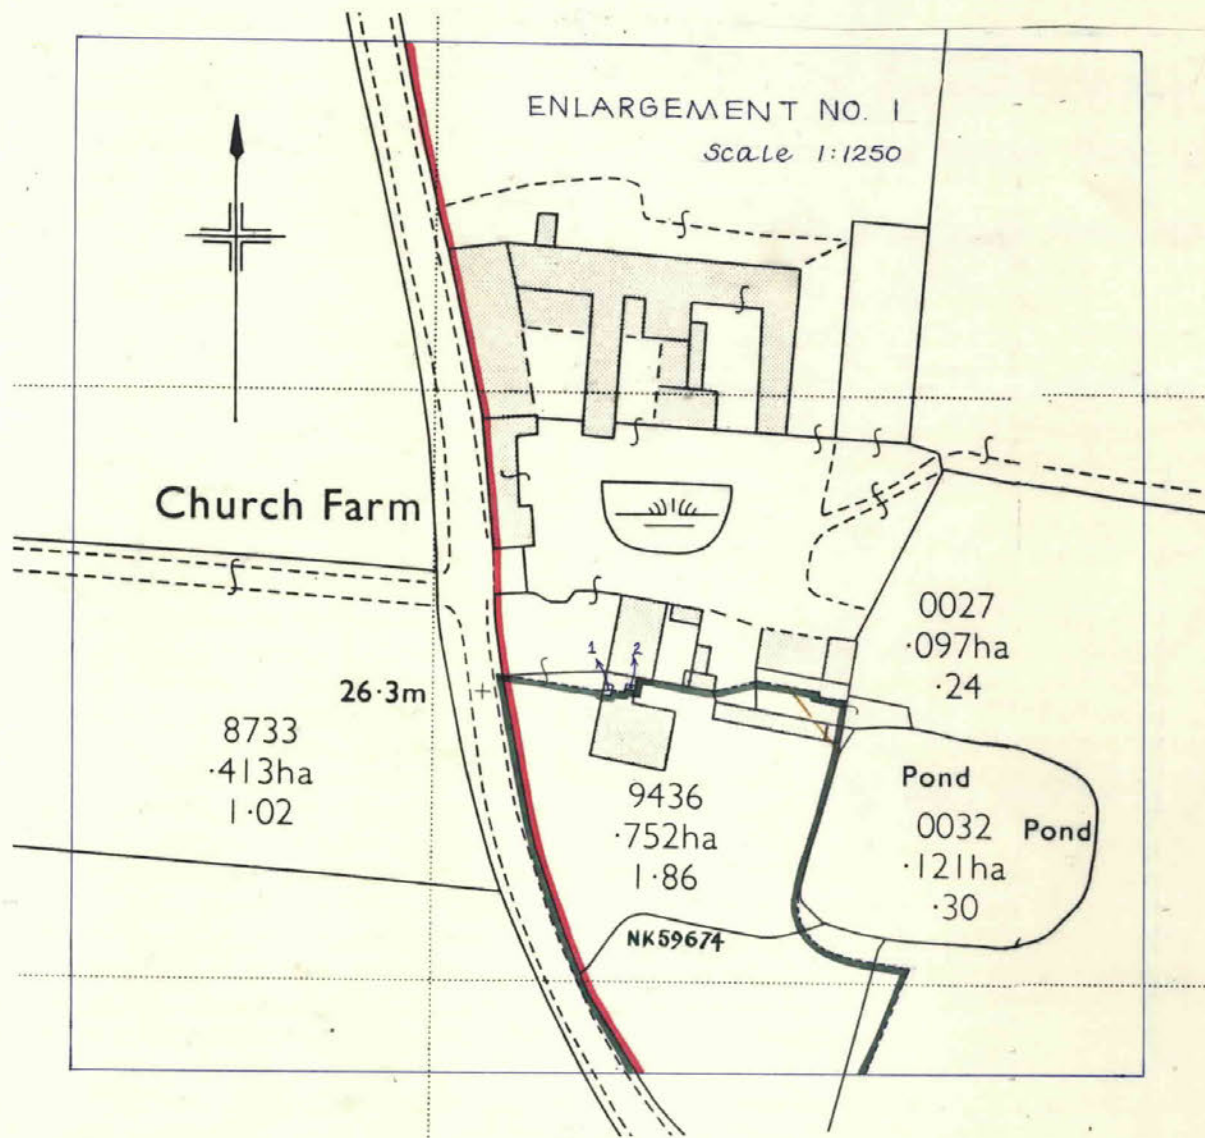 ENLARGEMENT NO. 1
Scale 1:1250
Church Farm
0027
·097ha
·24
1 2
26·3m
8733
·413ha
1·02
9436
·752ha
1·86
Pond
0032
·121ha
·30
Pond
NK59674